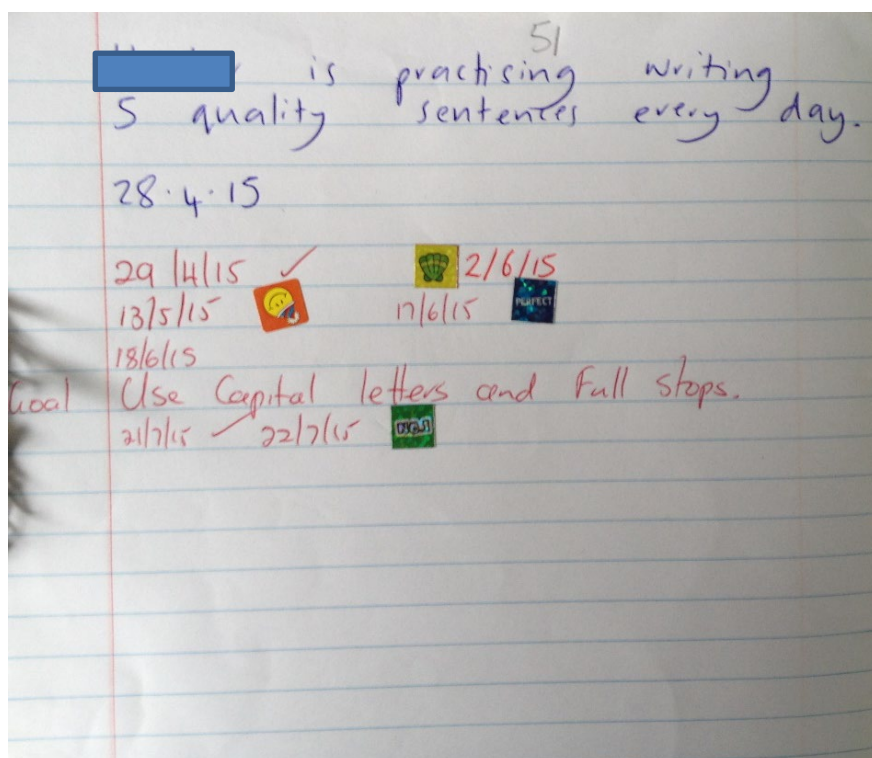 51
is practising writing
5 quality sentences every day.
28.4.15
29/4/15 ✓ 2/6/15
13/5/15 17/6/15 PERFECT
18/6/15
Goal Use Capital letters and Full stops.
21/7/15 ✓ 22/7/15